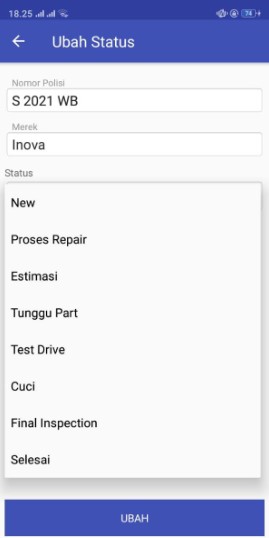 18.25
74
Ubah Status
Nomor Polisi
S 2021 WB
Merek
Inova
Status
New
Proses Repair
Estimasi
Tunggu Part
Test Drive
Cuci
Final Inspection
Selesai
UBAH